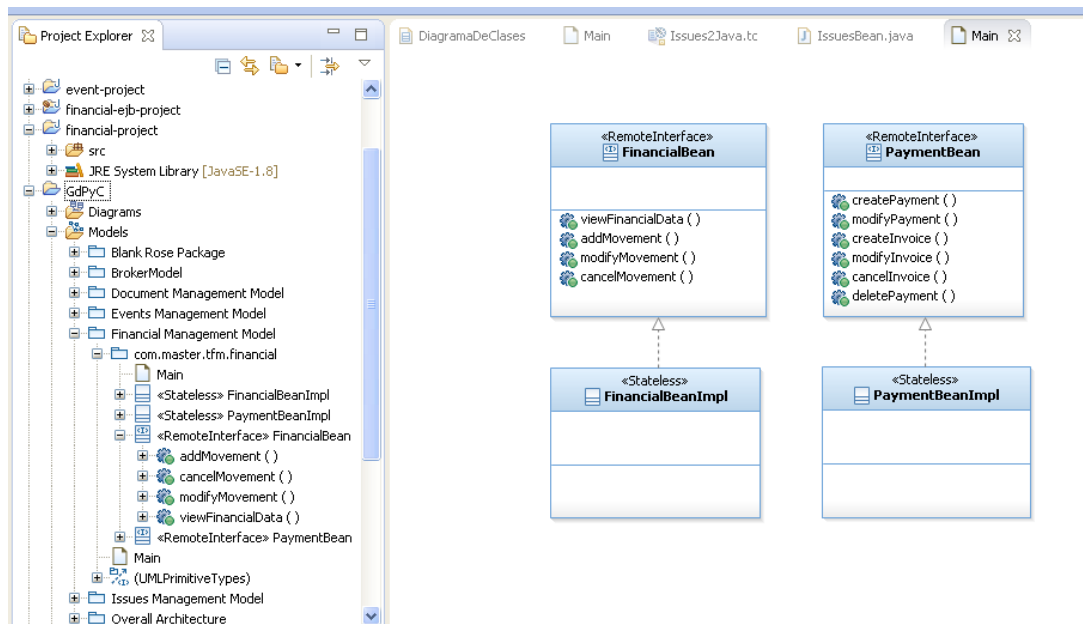 Project Explorer
event-project
financial-ejb-project
financial-project
src
JRE System Library [JavaSE-1.8]
GdPyC
Diagrams
Models
Blank Rose Package
BrokerModel
Document Management Model
Events Management Model
Financial Management Model
com.master.tfm.financial
Main
«Stateless» FinancialBeanImpl
«Stateless» PaymentBeanImpl
«RemoteInterface» FinancialBean
addMovement ( )
cancelMovement ( )
modifyMovement ( )
viewFinancialData ( )
«RemoteInterface» PaymentBean
Main
(UMLPrimitiveTypes)
Issues Management Model
Overall Architecture
DiagramaDeClases
Main
Issues2Java.tc
IssuesBean.java
Main
«RemoteInterface»
FinancialBean
viewFinancialData ( )
addMovement ( )
modifyMovement ( )
cancelMovement ( )
«RemoteInterface»
PaymentBean
createPayment ( )
modifyPayment ( )
createInvoice ( )
modifyInvoice ( )
cancelInvoice ( )
deletePayment ( )
«Stateless»
FinancialBeanImpl
«Stateless»
PaymentBeanImpl